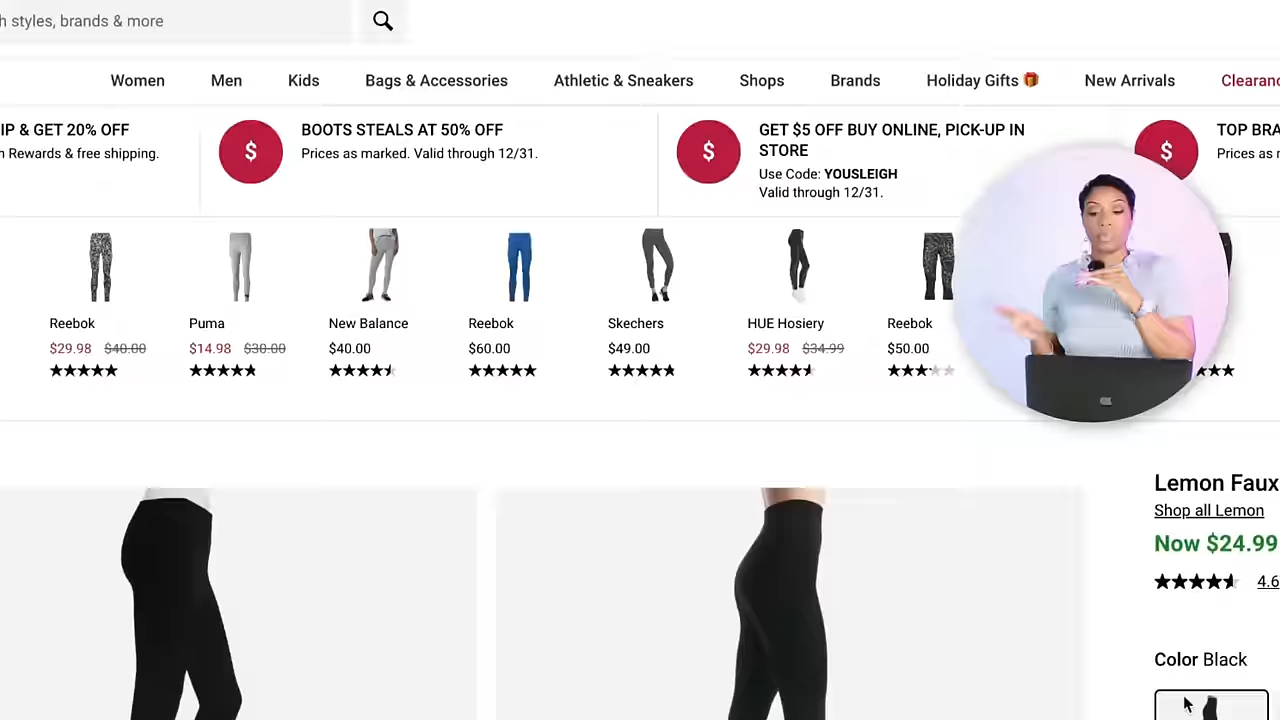 h styles, brands & more
Women Men Kids Bags & Accessories Athletic & Sneakers Shops Brands Holiday Gifts New Arrivals Clearanc
IP & GET 20% OFF
h Rewards & free shipping.
$
BOOTS STEALS AT 50% OFF
Prices as marked. Valid through 12/31.
$
GET $5 OFF BUY ONLINE, PICK-UP IN
STORE
Use Code: YOUSLEIGH
Valid through 12/31.
$
TOP BRA
Prices as m
Reebok
$29.98 $40.00
Puma
$14.98 $30.00
New Balance
$40.00
Reebok
$60.00
Skechers
$49.00
HUE Hosiery
$29.98 $34.99
Reebok
$50.00
Lemon Faux
Shop all Lemon
Now $24.99
4.6
Color Black